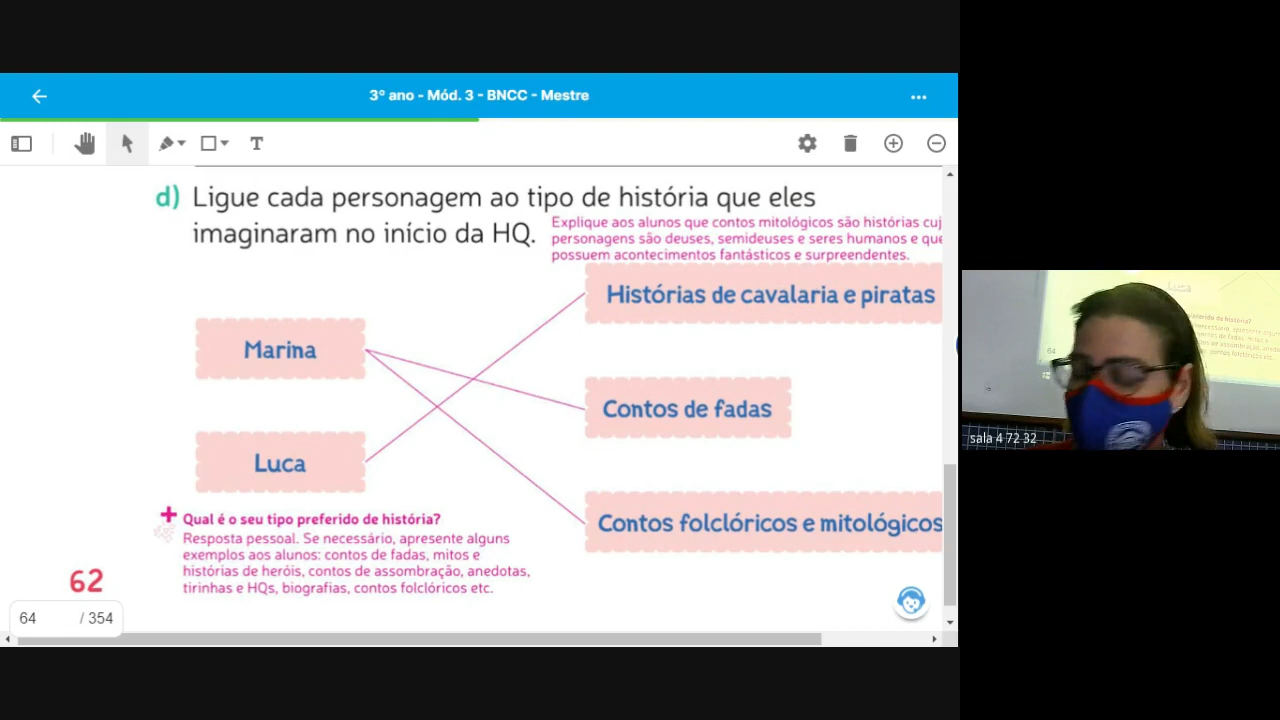 3º ano - Mód. 3 - BNCC - Mestre
T
d) Ligue cada personagem ao tipo de história que eles
imaginaram no início da HQ.
Explique aos alunos que contos mitológicos são histórias cuj
personagens são deuses, semideuses e seres humanos e que
possuem acontecimentos fantásticos e surpreendentes.
Histórias de cavalaria e piratas
Marina
Contos de fadas
Luca
Contos folclóricos e mitológicos
+ Qual é o seu tipo preferido de história?
Resposta pessoal. Se necessário, apresente alguns
exemplos aos alunos: contos de fadas, mitos e
histórias de heróis, contos de assombração, anedotas,
tirinhas e HQs, biografias, contos folclóricos etc.
62
64 / 354
Luca
64
sala 4 72 32